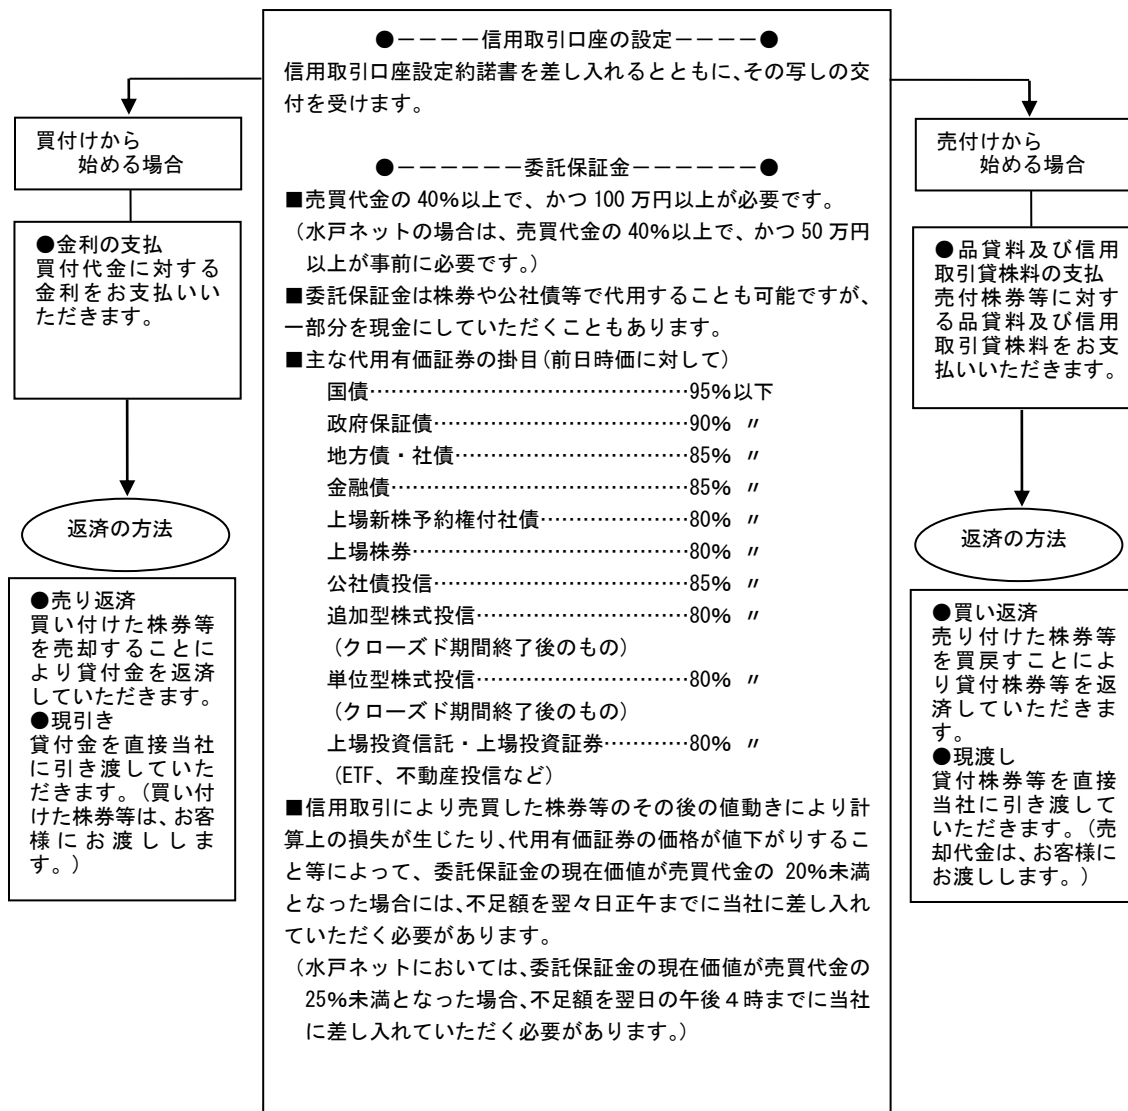 ●－－－－信用取引口座の設定－－－－●
信用取引口座設定約諾書を差し入れるとともに、その写しの交
付を受けます。
●－－－－－－委託保証金－－－－－－●
■売買代金の 40％以上で、かつ 100 万円以上が必要です。
（水戸ネットの場合は、売買代金の 40％以上で、かつ 50 万円
以上が事前に必要です。）
■委託保証金は株券や公社債等で代用することも可能ですが、
一部分を現金にしていただくこともあります。
■主な代用有価証券の掛目（前日時価に対して）
国債………………………………………95％以下
政府保証債………………………………90％ 〃
地方債・社債……………………………85％ 〃
金融債……………………………………85％ 〃
上場新株予約権付社債…………………80％ 〃
上場株券…………………………………80％ 〃
公社債投信………………………………85％ 〃
追加型株式投信…………………………80％ 〃
（クローズド期間終了後のもの）
単位型株式投信…………………………80％ 〃
（クローズド期間終了後のもの）
上場投資信託・上場投資証券…………80％ 〃
（ETF、不動産投信など）
■信用取引により売買した株券等のその後の値動きにより計
算上の損失が生じたり、代用有価証券の価格が値下がりするこ
と等によって、委託保証金の現在価値が売買代金の 20％未満
となった場合には、不足額を翌々日正午までに当社に差し入れ
ていただく必要があります。
（水戸ネットにおいては、委託保証金の現在価値が売買代金の
25％未満となった場合、不足額を翌日の午後４時までに当社
に差し入れていただく必要があります。）
買付けから
始める場合
●金利の支払
買付代金に対する
金利をお支払いい
ただきます。
返済の方法
●売り返済
買い付けた株券等
を売却することに
より貸付金を返済
していただきます。
●現引き
貸付金を直接当社
に引き渡していた
だきます。（買い付
けた株券等は、お客
様にお渡ししま
す。）
売付けから
始める場合
●品貸料及び信用
取引貸株料の支払
売付株券等に対す
る品貸料及び信用
取引貸株料をお支
払いいただきます。
返済の方法
●買い返済
売り付けた株券等
を買戻すことによ
り貸付株券等を返
済していただきま
す。
●現渡し
貸付株券等を直接
当社に引き渡して
いただきます。（売
却代金は、お客様に
お渡しします。）